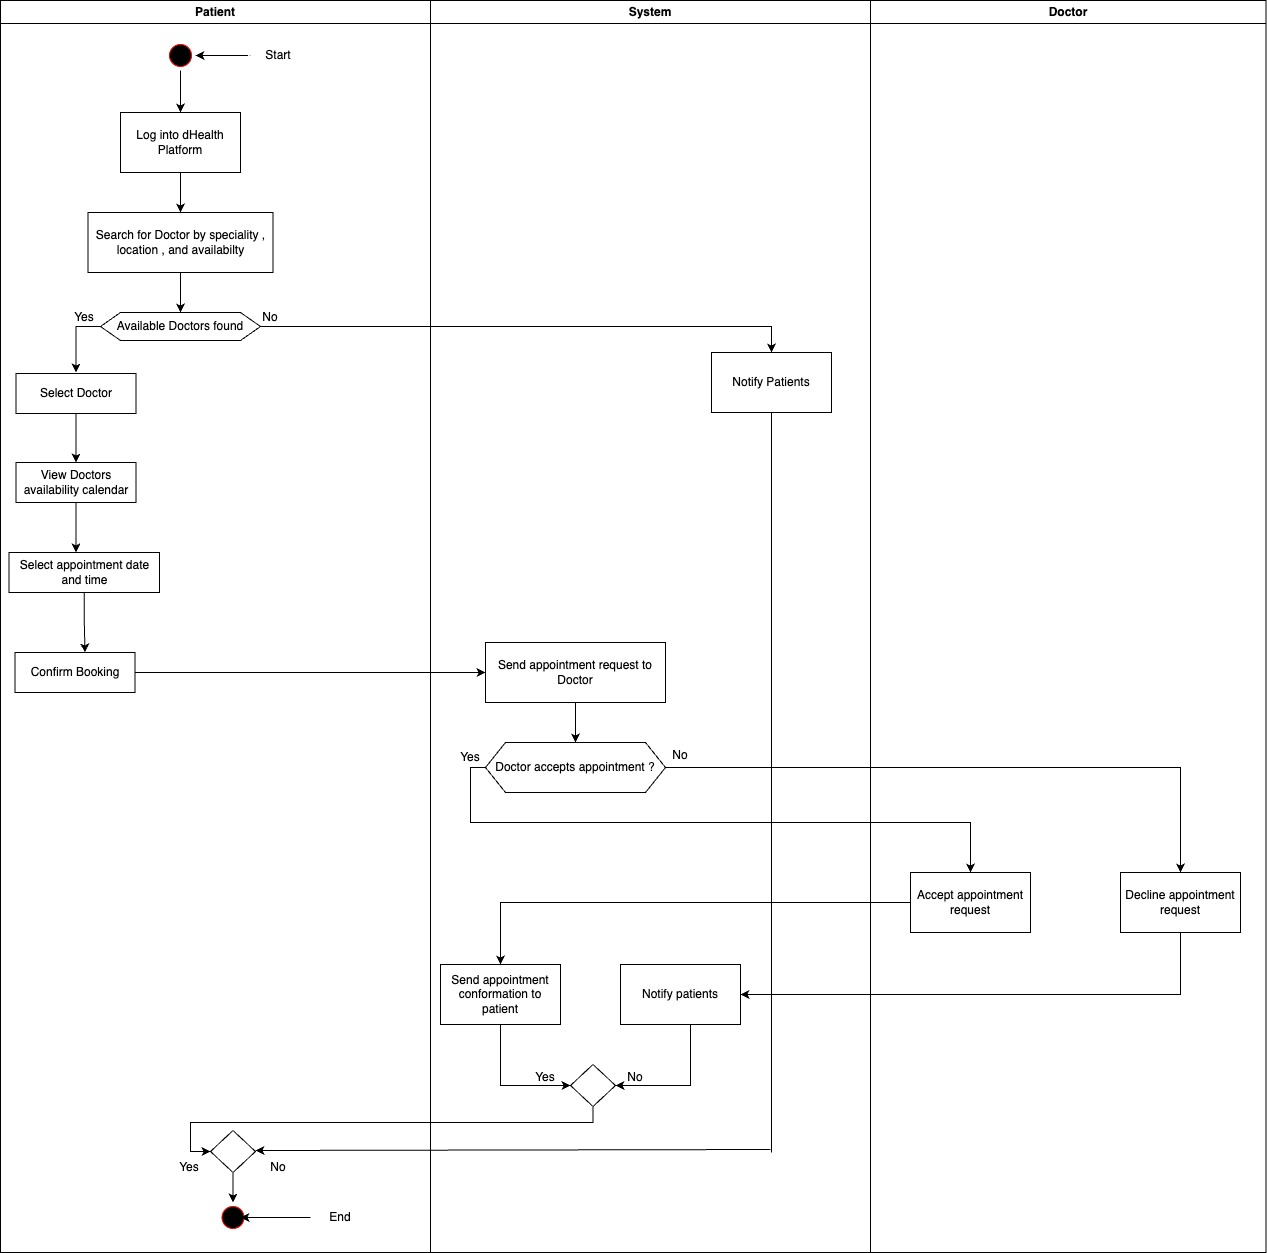 Patient
System
Doctor
Start
Log into dHealth
Platform
Search for Doctor by speciality ,
location , and availabilty
Yes
Available Doctors found
No
Select Doctor
Notify Patients
View Doctors
availability calendar
Select appointment date
and time
Confirm Booking
Send appointment request to
Doctor
Yes
Doctor accepts appointment ?
No
Accept appointment
request
Decline appointment
request
Send appointment
conformation to
patient
Notify patients
Yes
No
Yes
No
End